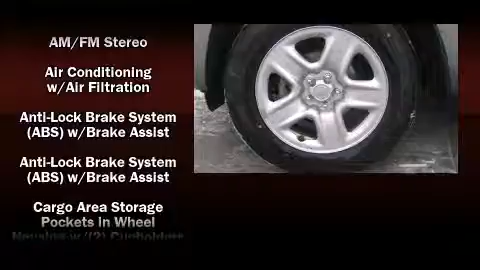 AM/FM Stereo
Air Conditioning
w/Air Filtration
Anti-Lock Brake System
(ABS) w/Brake Assist
Anti-Lock Brake System
(ABS) w/Brake Assist
Cargo Area Storage
Pockets in Wheel